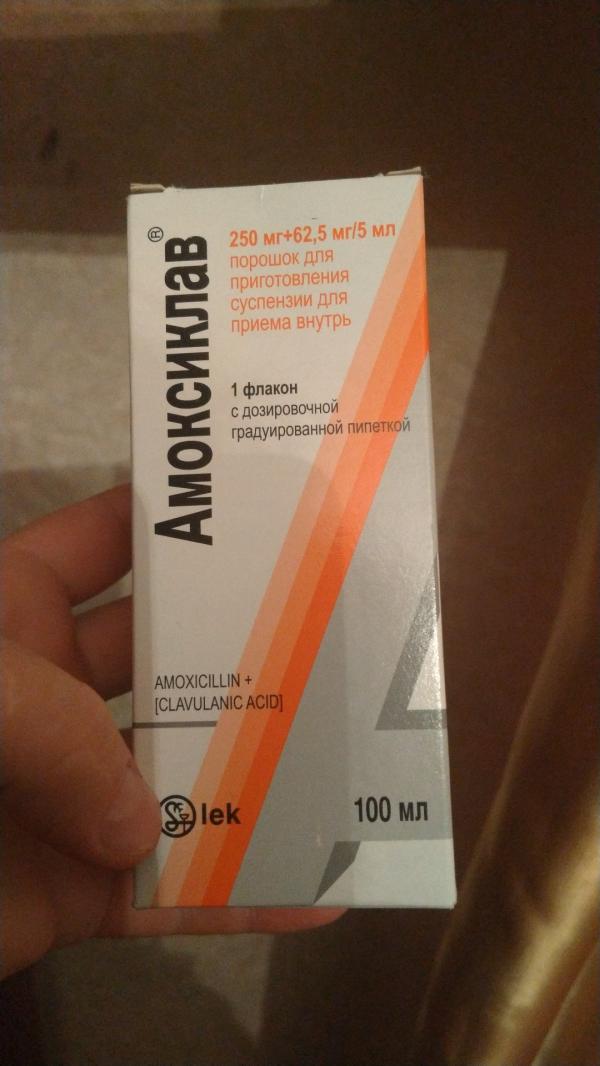 Амоксиклав®
250 мг+62,5 мг/5 мл
порошок для
приготовления
суспензии для
приема внутрь
1 флакон
с дозировочной
градуированной пипеткой
AMOXICILLIN +
[CLAVULANIC ACID]
lek
100 мл